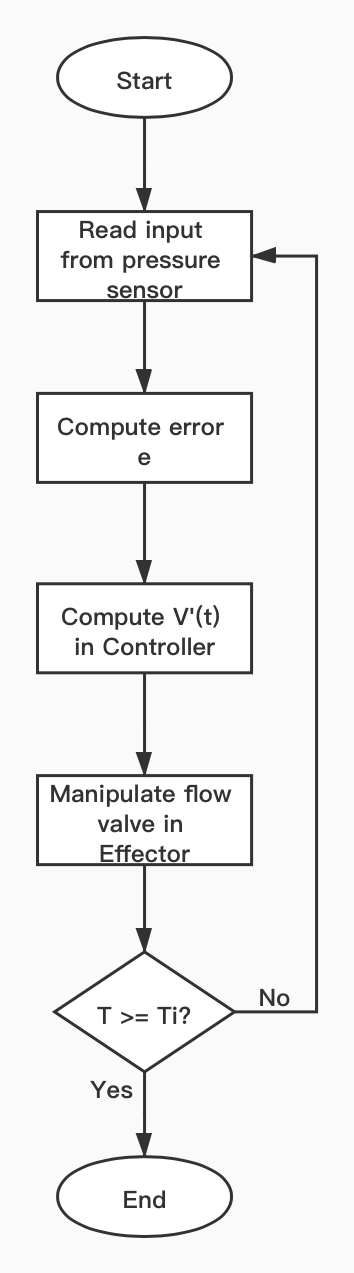 Start
Read input
from pressure
sensor
Compute error
e
Compute V'(t)
in Controller
Manipulate flow
valve in
Effector
T >= Ti?
No
Yes
End